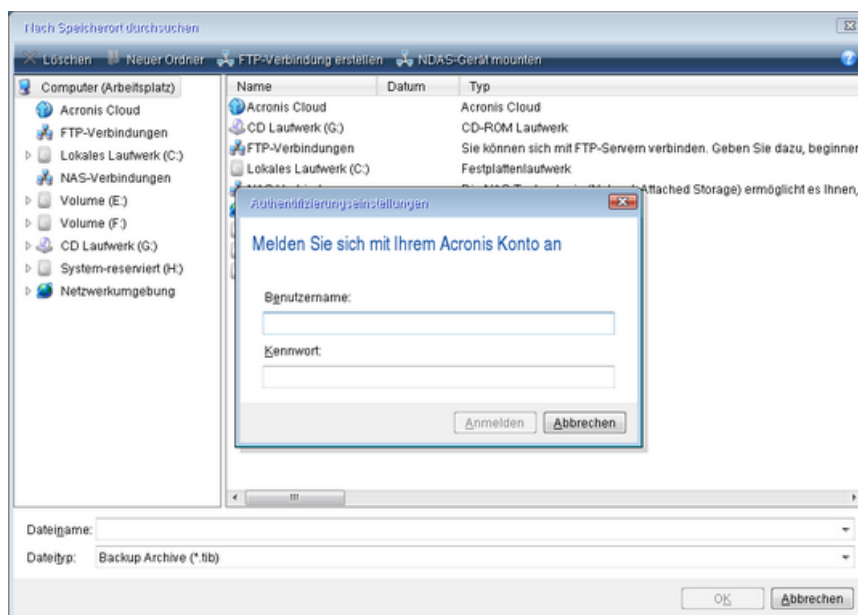 Nach Speicherort durchsuchen
Löschen Neuer Ordner FTP-Verbindung erstellen NDAS-Gerät mounten
Computer (Arbeitsplatz)
Acronis Cloud
FTP-Verbindungen
Lokales Laufwerk (C:)
NAS-Verbindungen
Volume (E:)
Volume (F:)
CD Laufwerk (G:)
System-reserviert (H:)
Netzwerkumgebung
Name Datum Typ
Acronis Cloud Acronis Cloud
CD Laufwerk (G:) CD-ROM Laufwerk
FTP-Verbindungen Sie können sich mit FTP-Servern verbinden. Geben Sie dazu, beginnen
Lokales Laufwerk (C:) Festplattenlaufwerk
Attached Storage) ermöglicht es Ihnen,
Authentifizierungseinstellungen
Melden Sie sich mit Ihrem Acronis Konto an
Benutzername:
Kennwort:
Anmelden Abbrechen
Dateiname:
Dateityp: Backup Archive (*.tib)
OK Abbrechen